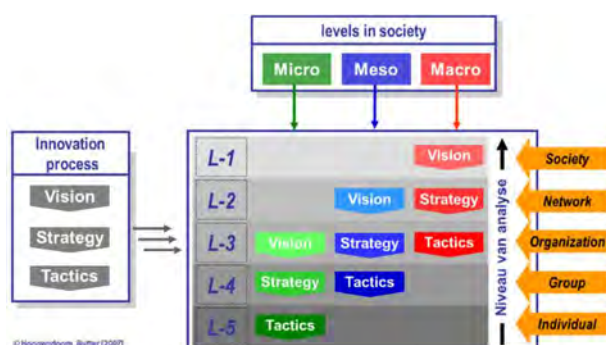 levels in society
Micro Meso Macro
Innovation
process
Vision
Strategy
Tactics
L-1 Vision
L-2 Vision Strategy
L-3 Vision Strategy Tactics
L-4 Strategy Tactics
L-5 Tactics
Niveau van analyse
Society
Network
Organization
Group
Individual